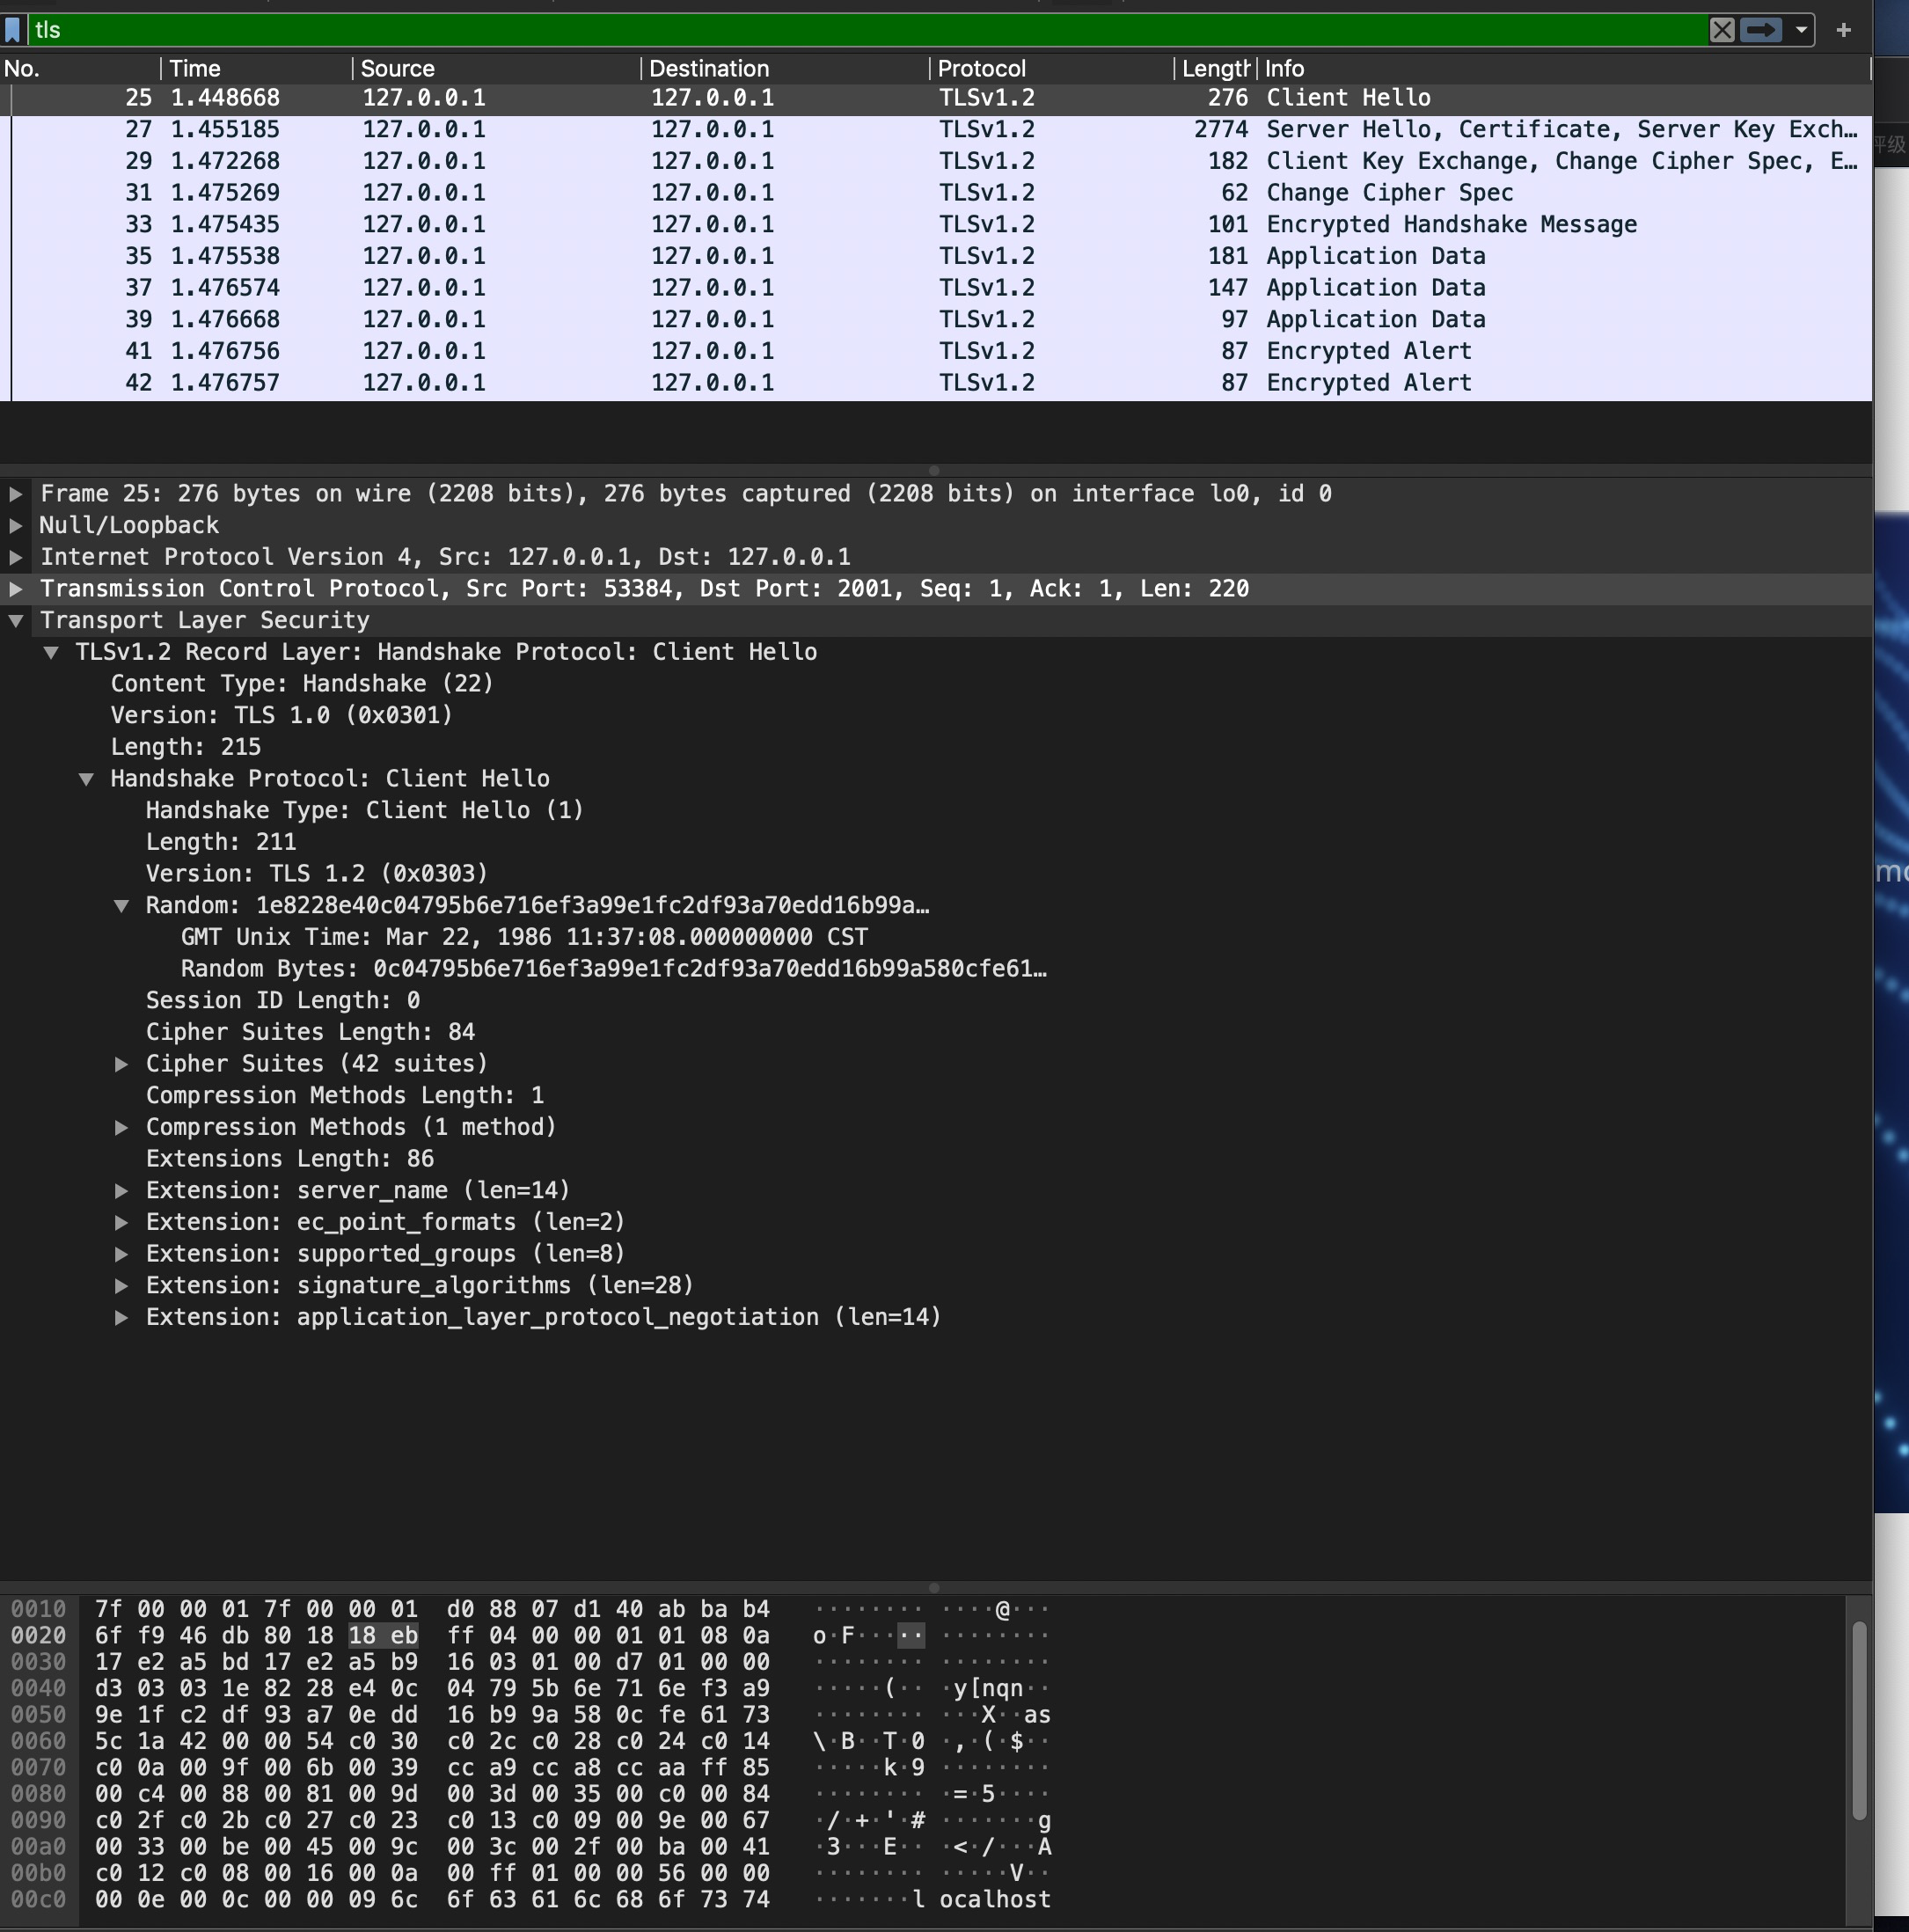 tls
No. Time Source Destination Protocol Length Info
25 1.448668 127.0.0.1 127.0.0.1 TLSv1.2 276 Client Hello
27 1.455185 127.0.0.1 127.0.0.1 TLSv1.2 2774 Server Hello, Certificate, Server Key Exch…
29 1.472268 127.0.0.1 127.0.0.1 TLSv1.2 182 Client Key Exchange, Change Cipher Spec, E…
31 1.475269 127.0.0.1 127.0.0.1 TLSv1.2 62 Change Cipher Spec
33 1.475435 127.0.0.1 127.0.0.1 TLSv1.2 101 Encrypted Handshake Message
35 1.475538 127.0.0.1 127.0.0.1 TLSv1.2 181 Application Data
37 1.476574 127.0.0.1 127.0.0.1 TLSv1.2 147 Application Data
39 1.476668 127.0.0.1 127.0.0.1 TLSv1.2 97 Application Data
41 1.476756 127.0.0.1 127.0.0.1 TLSv1.2 87 Encrypted Alert
42 1.476757 127.0.0.1 127.0.0.1 TLSv1.2 87 Encrypted Alert
评级
Frame 25: 276 bytes on wire (2208 bits), 276 bytes captured (2208 bits) on interface lo0, id 0
Null/Loopback
Internet Protocol Version 4, Src: 127.0.0.1, Dst: 127.0.0.1
Transmission Control Protocol, Src Port: 53384, Dst Port: 2001, Seq: 1, Ack: 1, Len: 220
Transport Layer Security
TLSv1.2 Record Layer: Handshake Protocol: Client Hello
Content Type: Handshake (22)
Version: TLS 1.0 (0x0301)
Length: 215
Handshake Protocol: Client Hello
Handshake Type: Client Hello (1)
Length: 211
Version: TLS 1.2 (0x0303)
Random: 1e8228e40c04795b6e716ef3a99e1fc2df93a70edd16b99a…
GMT Unix Time: Mar 22, 1986 11:37:08.000000000 CST
Random Bytes: 0c04795b6e716ef3a99e1fc2df93a70edd16b99a580cfe61…
Session ID Length: 0
Cipher Suites Length: 84
Cipher Suites (42 suites)
Compression Methods Length: 1
Compression Methods (1 method)
Extensions Length: 86
Extension: server_name (len=14)
Extension: ec_point_formats (len=2)
Extension: supported_groups (len=8)
Extension: signature_algorithms (len=28)
Extension: application_layer_protocol_negotiation (len=14)
0010 7f 00 00 01 7f 00 00 01 d0 88 07 d1 40 ab ba b4 ········ ····@···
0020 6f f9 46 db 80 18 18 eb ff 04 00 00 01 01 08 0a o·F····· ········
0030 17 e2 a5 bd 17 e2 a5 b9 16 03 01 00 d7 01 00 00 ········ ········
0040 d3 03 03 1e 82 28 e4 0c 04 79 5b 6e 71 6e f3 a9 ·····(·· ·y[nqn··
0050 9e 1f c2 df 93 a7 0e dd 16 b9 9a 58 0c fe 61 73 ········ ···X··as
0060 5c 1a 42 00 00 54 c0 30 c0 2c c0 28 c0 24 c0 14 \·B··T·0 ·,·(·$··
0070 c0 0a 00 9f 00 6b 00 39 cc a9 cc a8 cc aa ff 85 ·····k·9 ········
0080 00 c4 00 88 00 81 00 9d 00 3d 00 35 00 c0 00 84 ········ ·=·5····
0090 c0 2f c0 2b c0 27 c0 23 c0 13 c0 09 00 9e 00 67 ·/·+·'·# ·······g
00a0 00 33 00 be 00 45 00 9c 00 3c 00 2f 00 ba 00 41 ·3···E·· ·<·/···A
00b0 c0 12 c0 08 00 16 00 0a 00 ff 01 00 00 56 00 00 ········ ·····V··
00c0 00 0e 00 0c 00 00 09 6c 6f 63 61 6c 68 6f 73 74 ·······l ocalhost